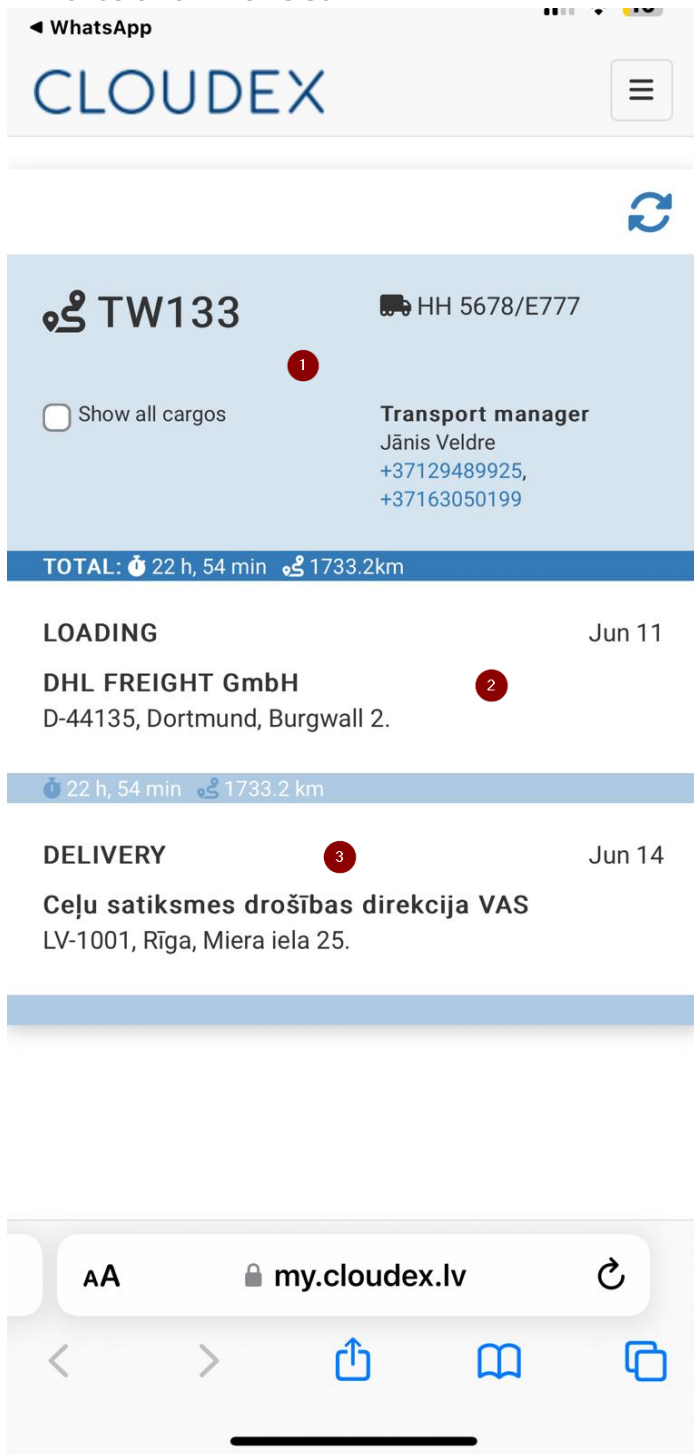 ◀ WhatsApp
CLOUDEX
TW133
HH 5678/E777
1
Show all cargos
Transport manager
Jānis Veldre
+37129489925,
+37163050199
TOTAL: 22 h, 54 min 1733.2km
LOADING Jun 11
DHL FREIGHT GmbH
2
D-44135, Dortmund, Burgwall 2.
22 h, 54 min 1733.2 km
DELIVERY 3 Jun 14
Ceļu satiksmes drošības direkcija VAS
LV-1001, Rīga, Miera iela 25.
AA my.cloudex.lv